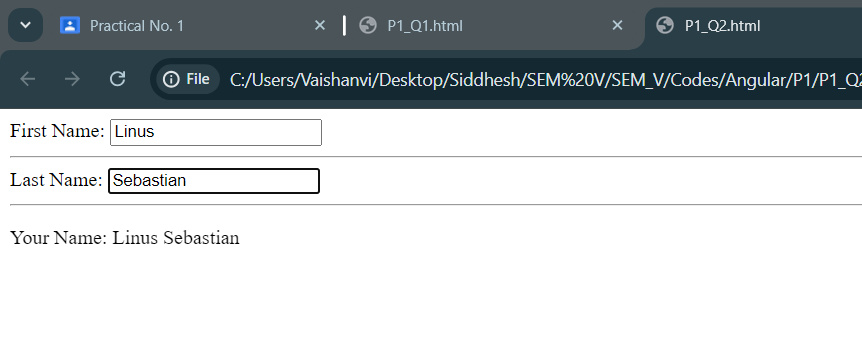 Practical No. 1
P1_Q1.html
P1_Q2.html
File
C:/Users/Vaishanvi/Desktop/Siddhesh/SEM%20V/SEM_V/Codes/Angular/P1/P1_Q2
First Name: Linus
Last Name: Sebastian
Your Name: Linus Sebastian